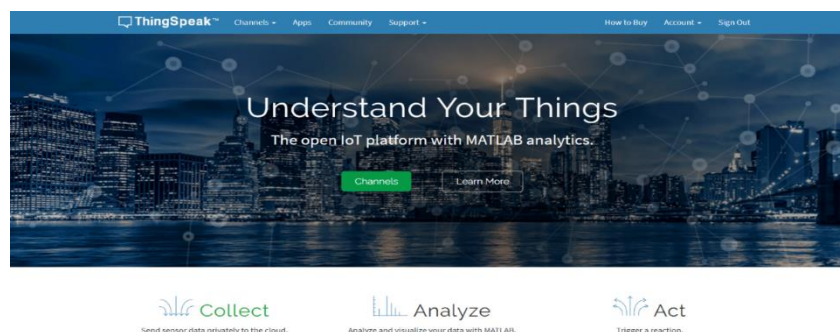 ThingSpeak™ Channels Apps Community Support How to Buy Account Sign Out
Understand Your Things
The open IoT platform with MATLAB analytics.
Channels Learn More
Collect Analyze Act
Send sensor data privately to the cloud. Analyze and visualize your data with MATLAB. Trigger a reaction.